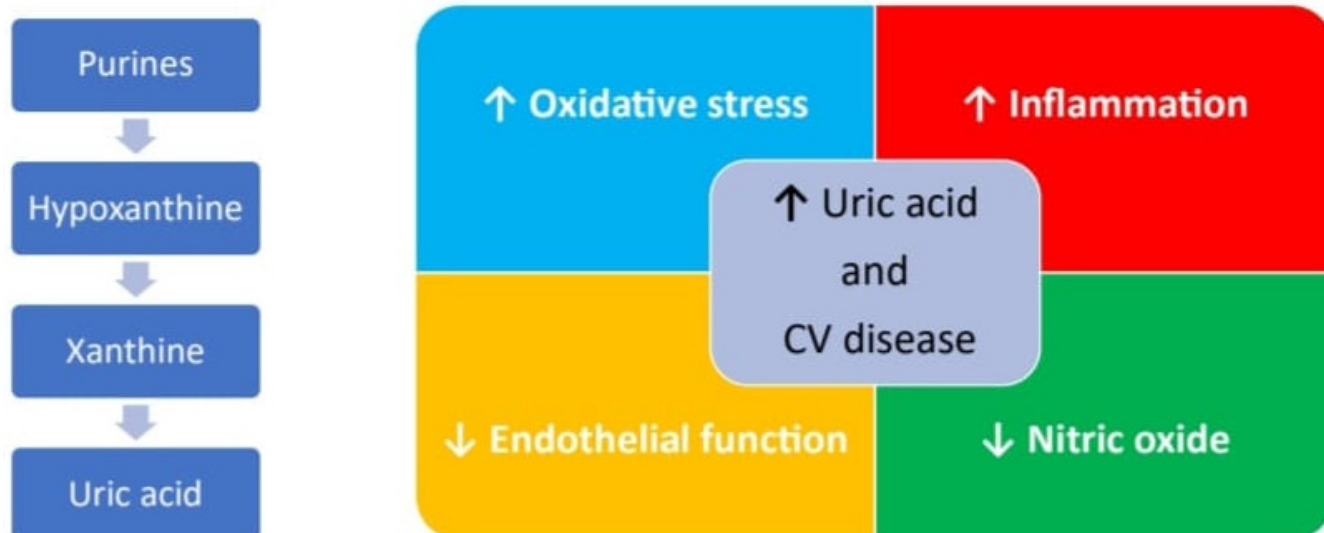 Purines
Hypoxanthine
Xanthine
Uric acid
↑ Oxidative stress
↑ Inflammation
↑ Uric acid
and
CV disease
↓ Endothelial function
↓ Nitric oxide